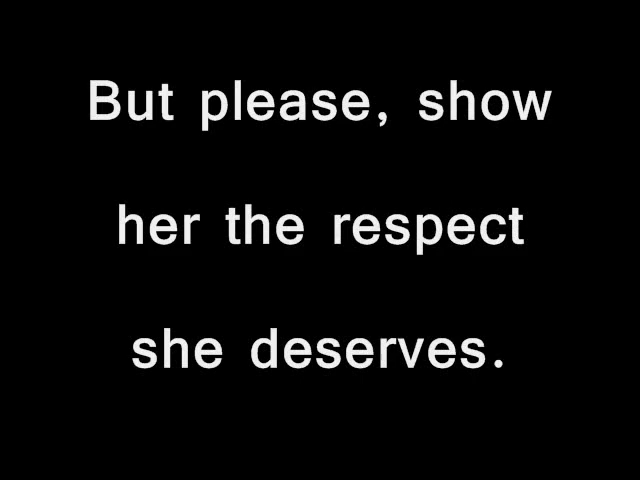 But please, show
her the respect
she deserves.